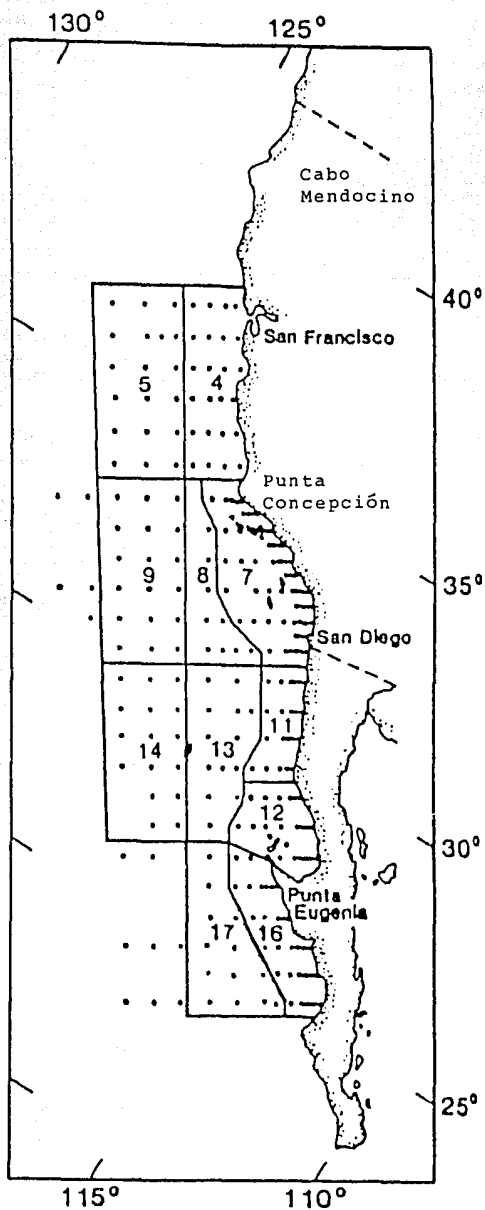 130° 125°
Cabo
Mendocino
40°
San Francisco
5 4
Punta
Concepción
9 8 7
35°
San Diego
11
14 13
12
30°
Punta
Eugenia
17 16
25°
115° 110°